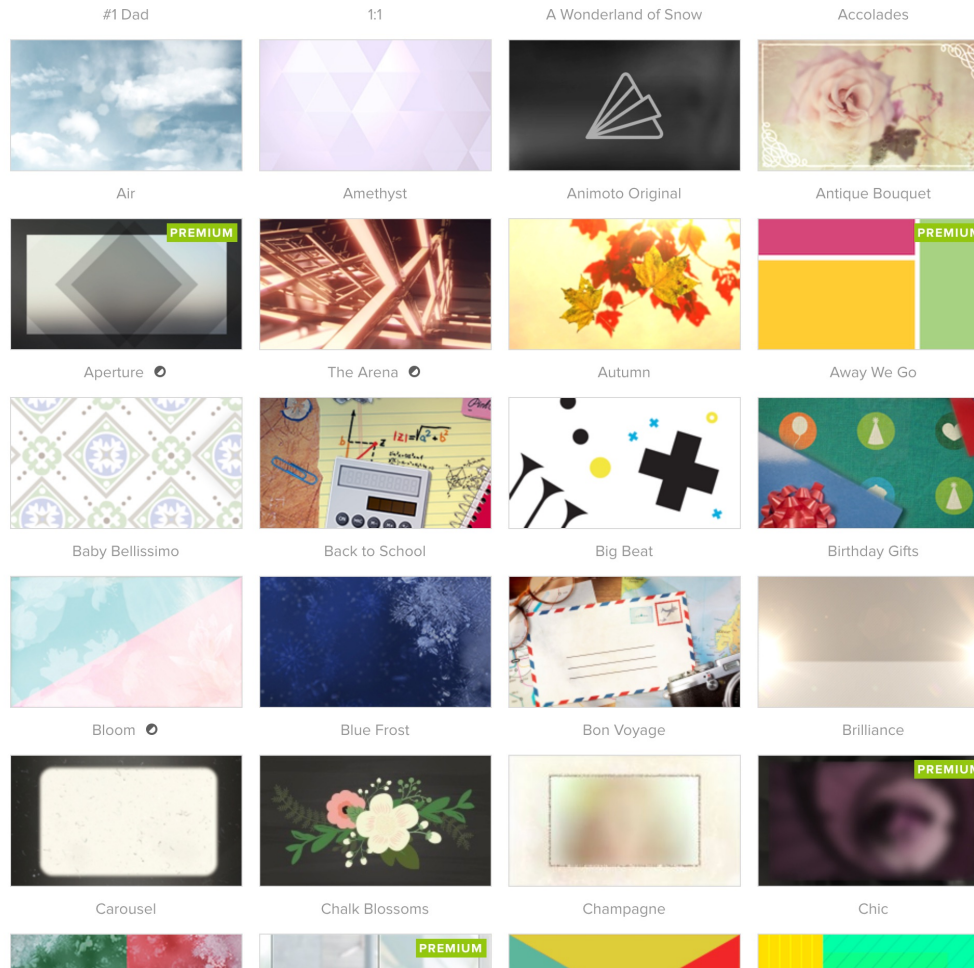 #1 Dad
1:1
A Wonderland of Snow
Accolades
Air
Amethyst
Animoto Original
Antique Bouquet
PREMIUM
PREMIUM
Aperture
The Arena
Autumn
Away We Go
|z|=√a²+b²
b
z
Baby Bellissimo
Back to School
Big Beat
Birthday Gifts
Bloom
Blue Frost
Bon Voyage
Brilliance
PREMIUM
Carousel
Chalk Blossoms
Champagne
Chic
PREMIUM